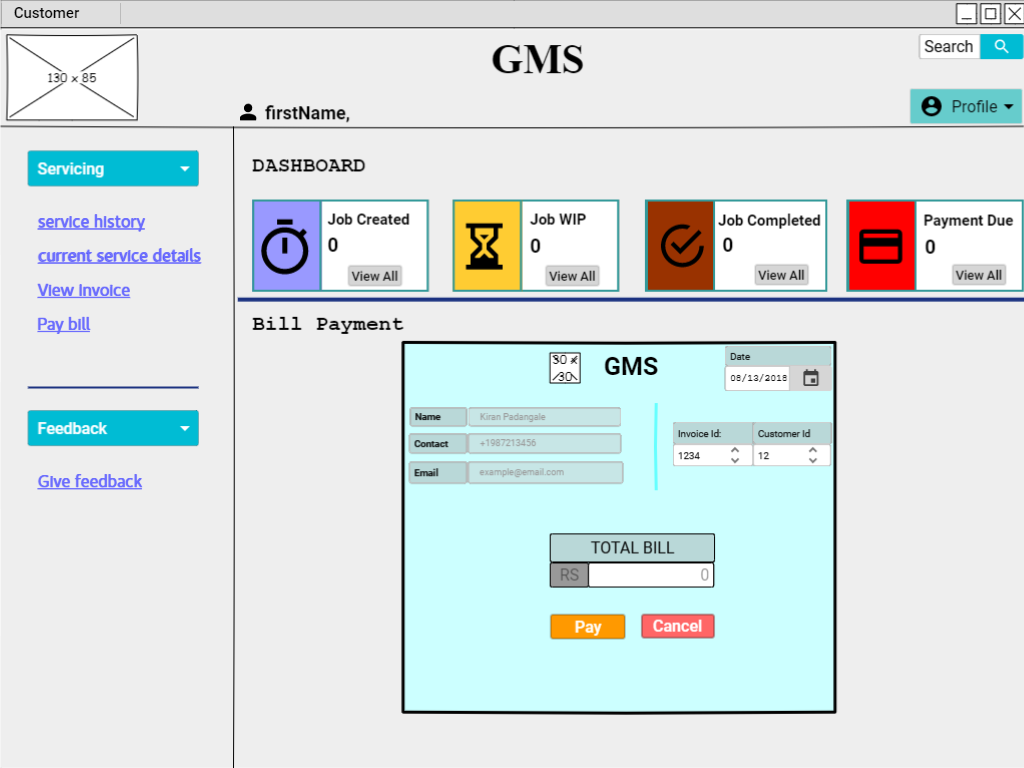 Customer
130 x 85
GMS
Search
firstName,
Profile
Servicing
service history
current service details
View Invoice
Pay bill
Feedback
Give feedback
DASHBOARD
Job Created
0
View All
Job WIP
0
View All
Job Completed
0
View All
Payment Due
0
View All
Bill Payment
30 x
30
GMS
Date
08/13/2018
Name
Kiran Padangale
Contact
+1987213456
Email
example@email.com
Invoice Id:
1234
Customer Id
12
TOTAL BILL
RS
0
Pay
Cancel